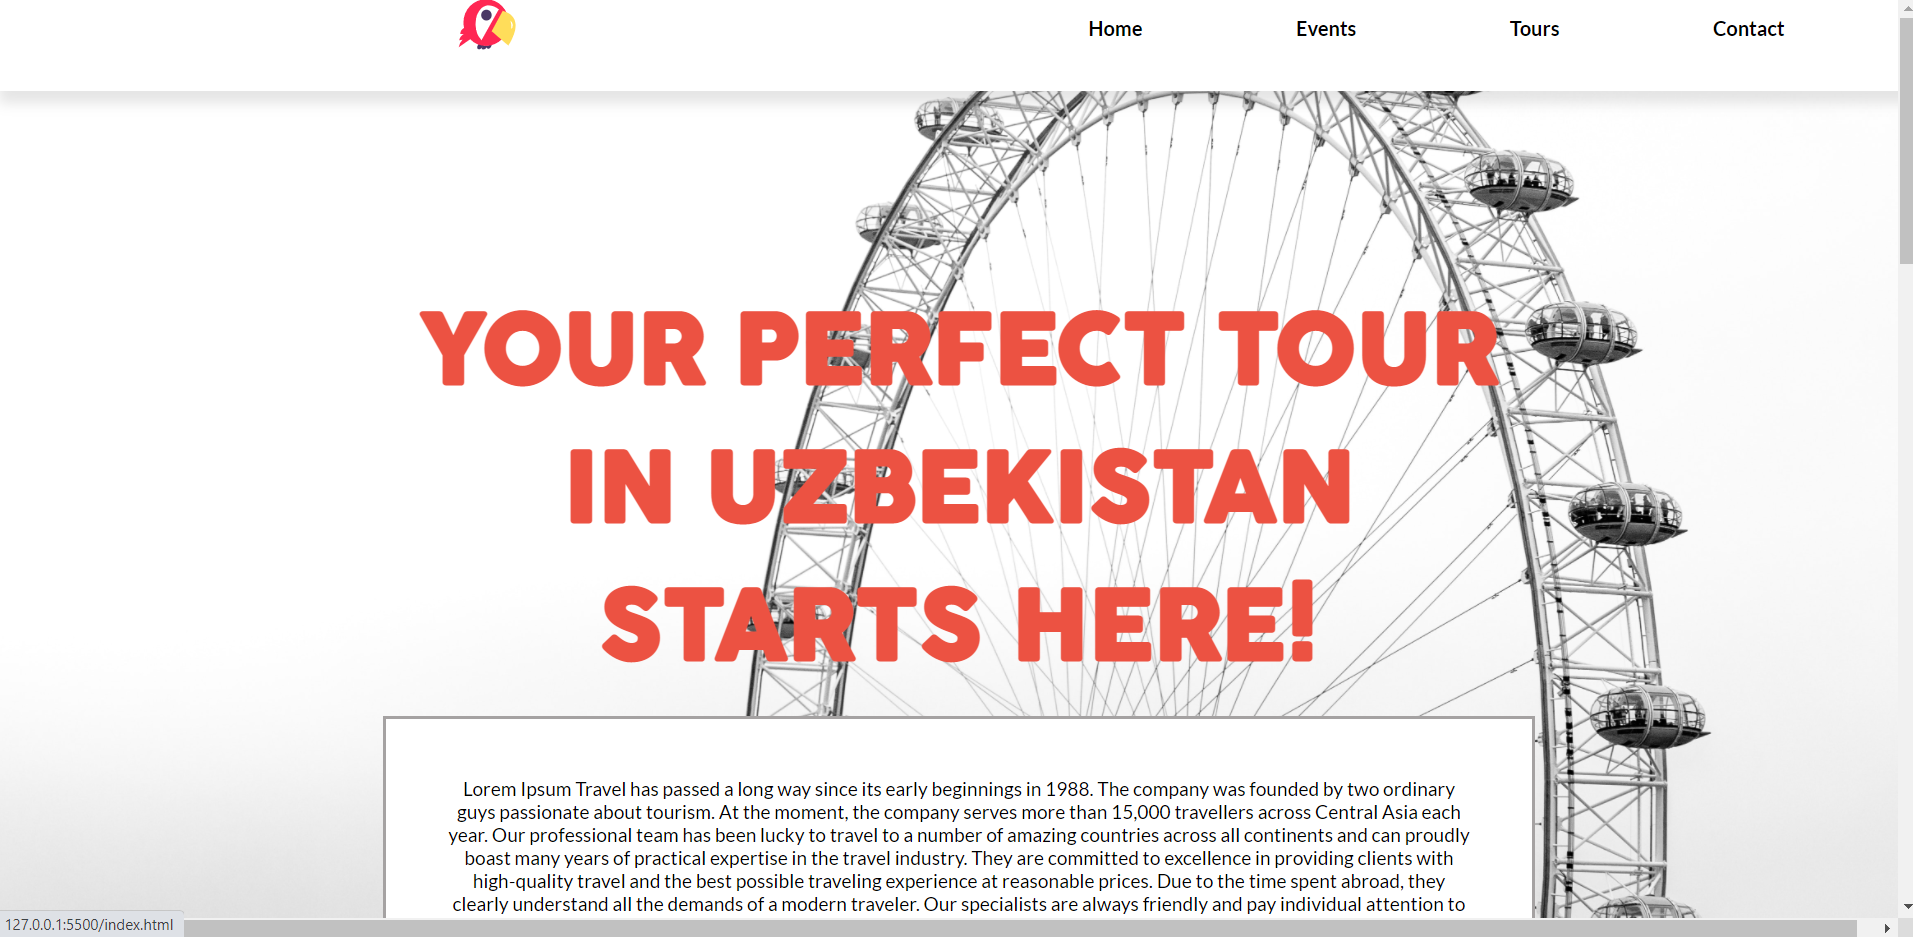 Home Events Tours Contact
YOUR PERFECT TOUR
IN UZBEKISTAN
STARTS HERE!
Lorem Ipsum Travel has passed a long way since its early beginnings in 1988. The company was founded by two ordinary
guys passionate about tourism. At the moment, the company serves more than 15,000 travellers across Central Asia each
year. Our professional team has been lucky to travel to a number of amazing countries across all continents and can proudly
boast many years of practical expertise in the travel industry. They are committed to excellence in providing clients with
high-quality travel and the best possible traveling experience at reasonable prices. Due to the time spent abroad, they
clearly understand all the demands of a modern traveler. Our specialists are always friendly and pay individual attention to
127.0.0.1:5500/index.html